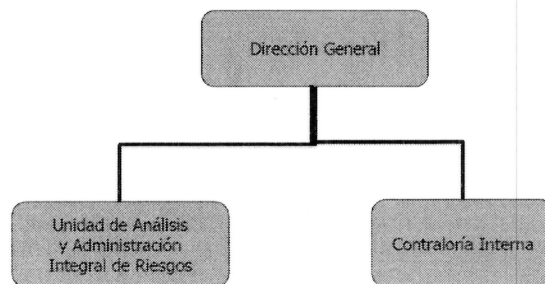 Dirección General
Unidad de Análisis
y Administración
Integral de Riesgos
Contraloría Interna